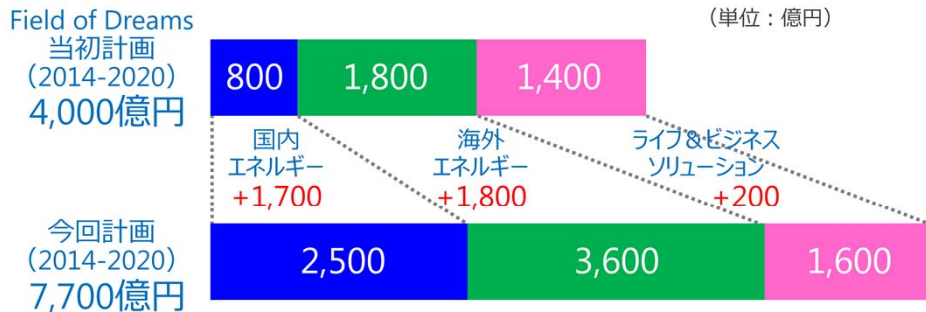 Field of Dreams
当初計画
(2014-2020)
4,000億円
(単位：億円)
800
1,800
1,400
国内
エネルギー
+1,700
海外
エネルギー
+1,800
ライフ&ビジネス
ソリューション
+200
今回計画
(2014-2020)
7,700億円
2,500
3,600
1,600